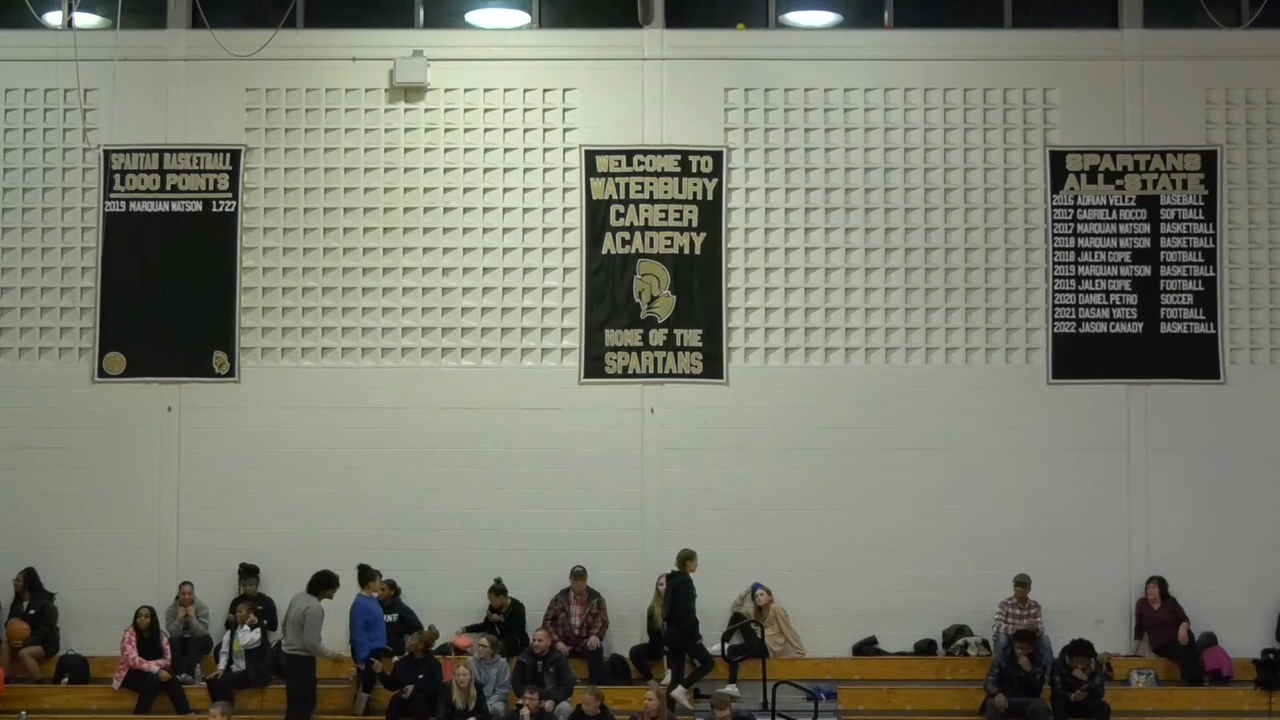 SPARTAN BASKETBALL
1,000 POINTS
2019 MARQUAN WATSON 1,727
WELCOME TO
WATERBURY
CAREER
ACADEMY
HOME OF THE
SPARTANS
SPARTANS
ALL-STATE
2016 ADRIAN VELEZ BASEBALL
2017 GABRIELA ROCCO SOFTBALL
2017 MARQUAN WATSON BASKETBALL
2018 MARQUAN WATSON BASKETBALL
2018 JALEN GOPIE FOOTBALL
2019 MARQUAN WATSON BASKETBALL
2019 JALEN GOPIE FOOTBALL
2020 DANIEL PETRO SOCCER
2021 DASANI YATES FOOTBALL
2022 JASON CANADY BASKETBALL